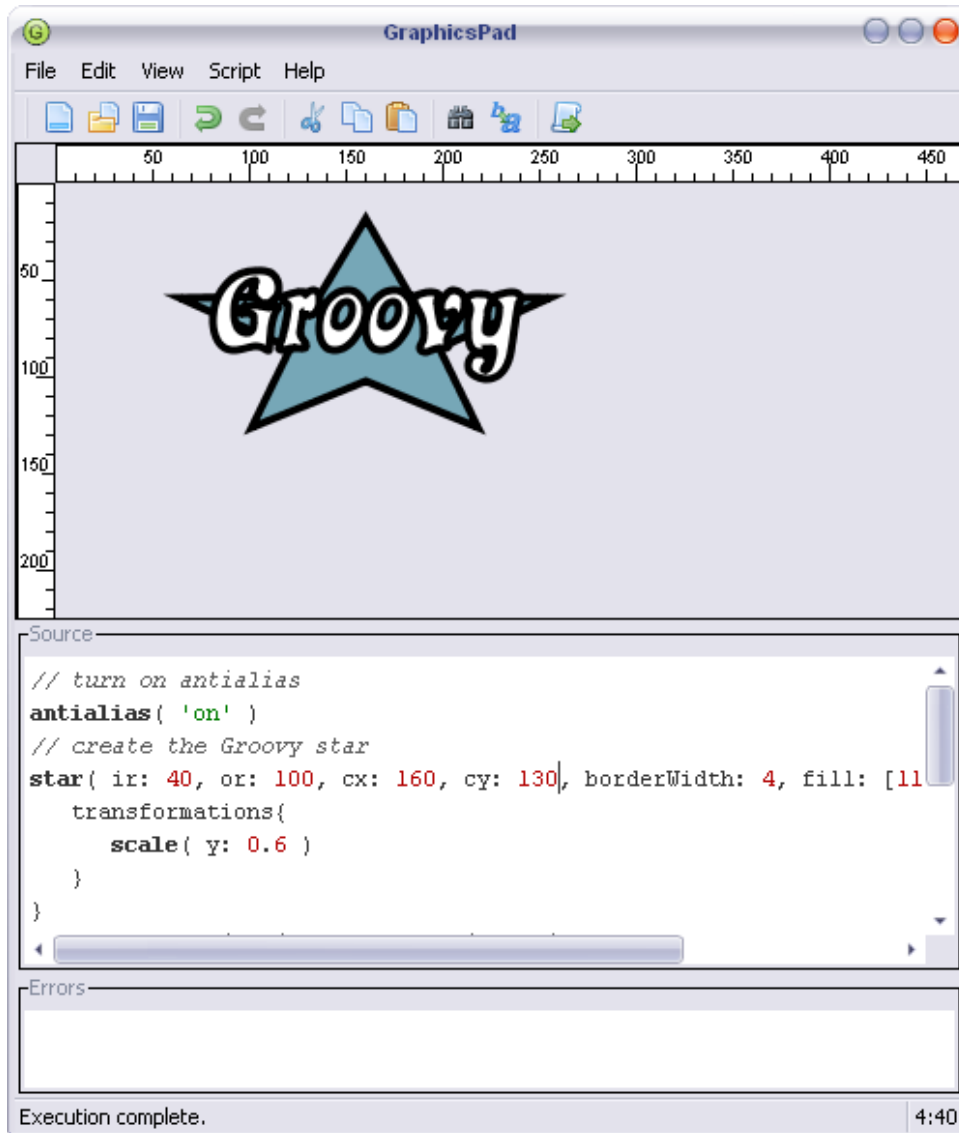 GraphicsPad
File Edit View Script Help
50 100 150 200 250 300 350 400 450
50
100
150
200
Groovy
Source
// turn on antialias
antialias( 'on' )
// create the Groovy star
star( ir: 40, or: 100, cx: 160, cy: 130, borderWidth: 4, fill: [11
transformations{
scale( y: 0.6 )
}
}
Errors
Execution complete.
4:40